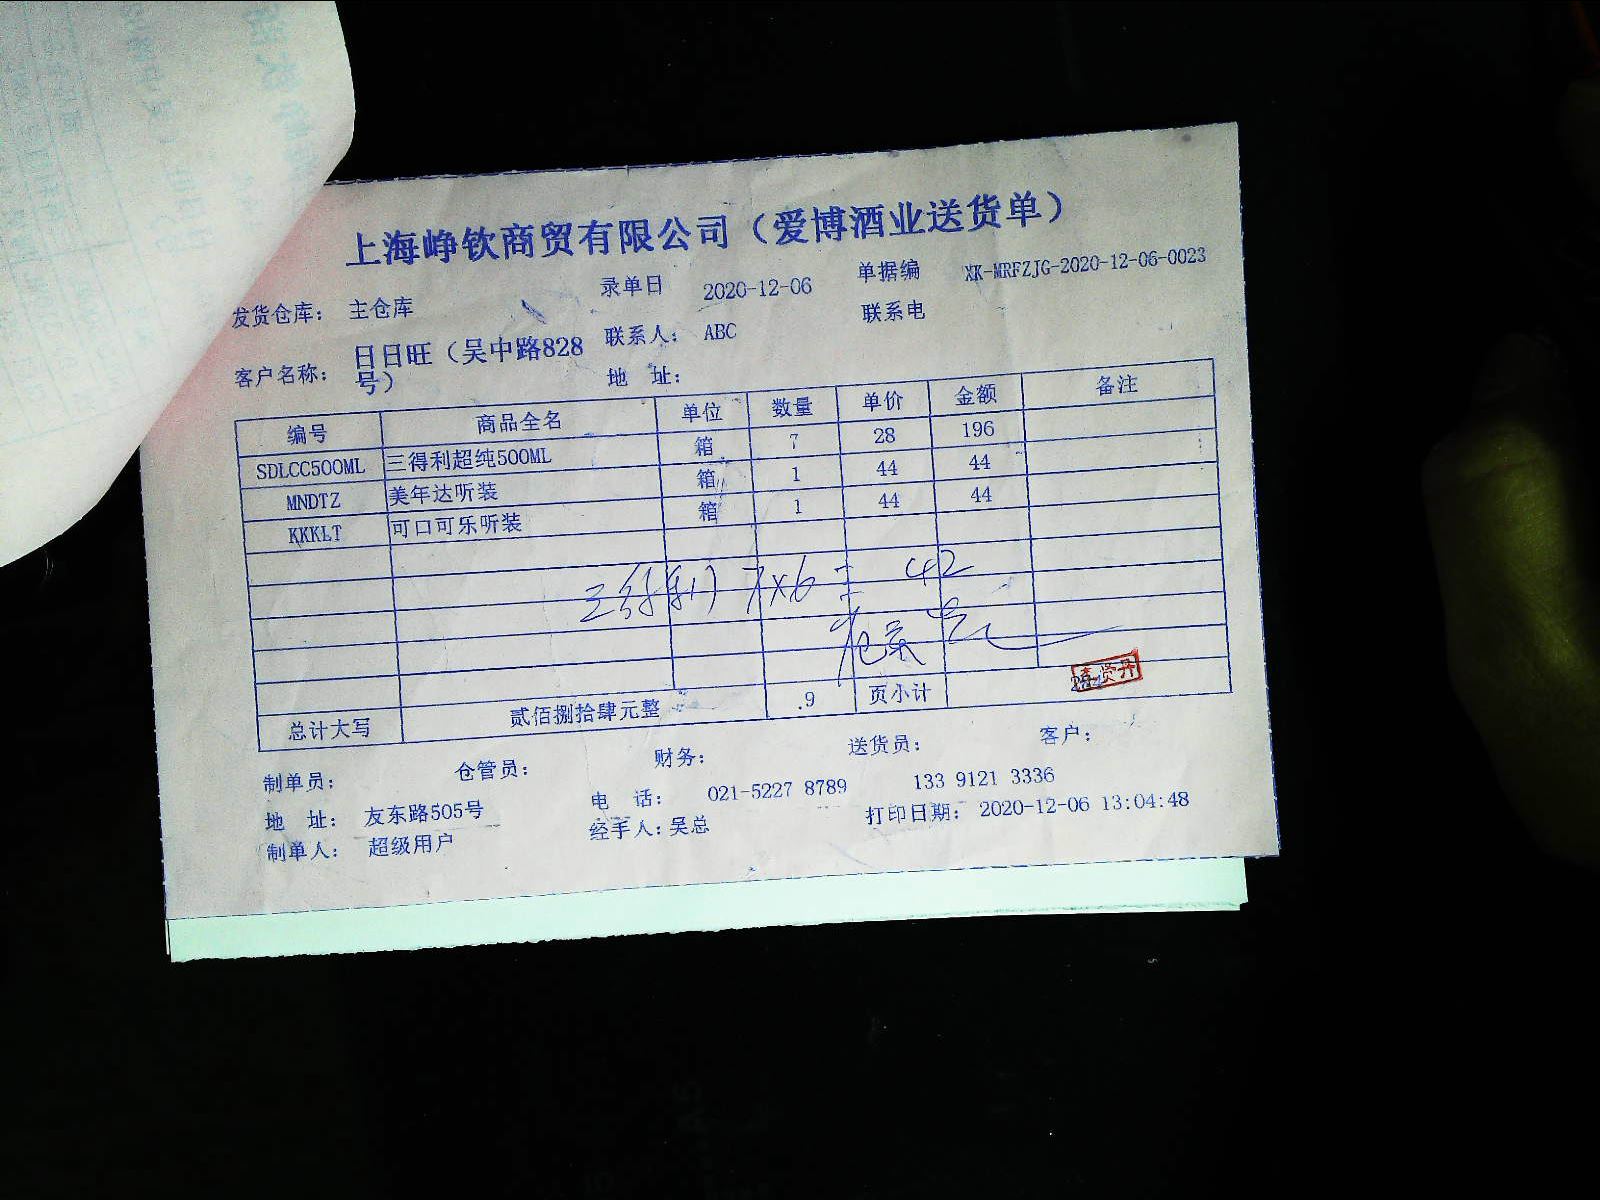 上海峥钦商贸有限公司（爱博酒业送货单）
发货仓库： 主仓库 录单日 2020-12-06 单据编 XK-MRFZJG-2020-12-06-0023
客户名称： 日日旺（吴中路828号） 联系人： ABC 联系电
地 址：
编号 商品全名 单位 数量 单价 金额 备注
SDLCC500ML 三得利超纯500ML 箱 7 28 196
MNDTZ 美年达听装 箱 1 44 44
KKKLT 可口可乐听装 箱 1 44 44
三得利 7×6= 42
总计大写 贰佰捌拾肆元整 .9 页小计
制单员： 仓管员： 财务： 送货员： 客户：
地 址： 友东路505号 电 话： 021-5227 8789 133 9121 3336
制单人： 超级用户 经手人：吴总 打印日期： 2020-12-06 13:04:48